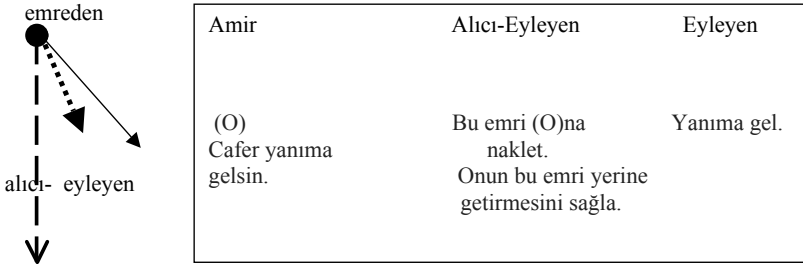 emreden
alıcı- eyleyen
Amir Alıcı-Eyleyen Eyleyen
(O) Bu emri (O)na Yanıma gel.
Cafer yanıma naklet.
gelsin. Onun bu emri yerine
getirmesini sağla.